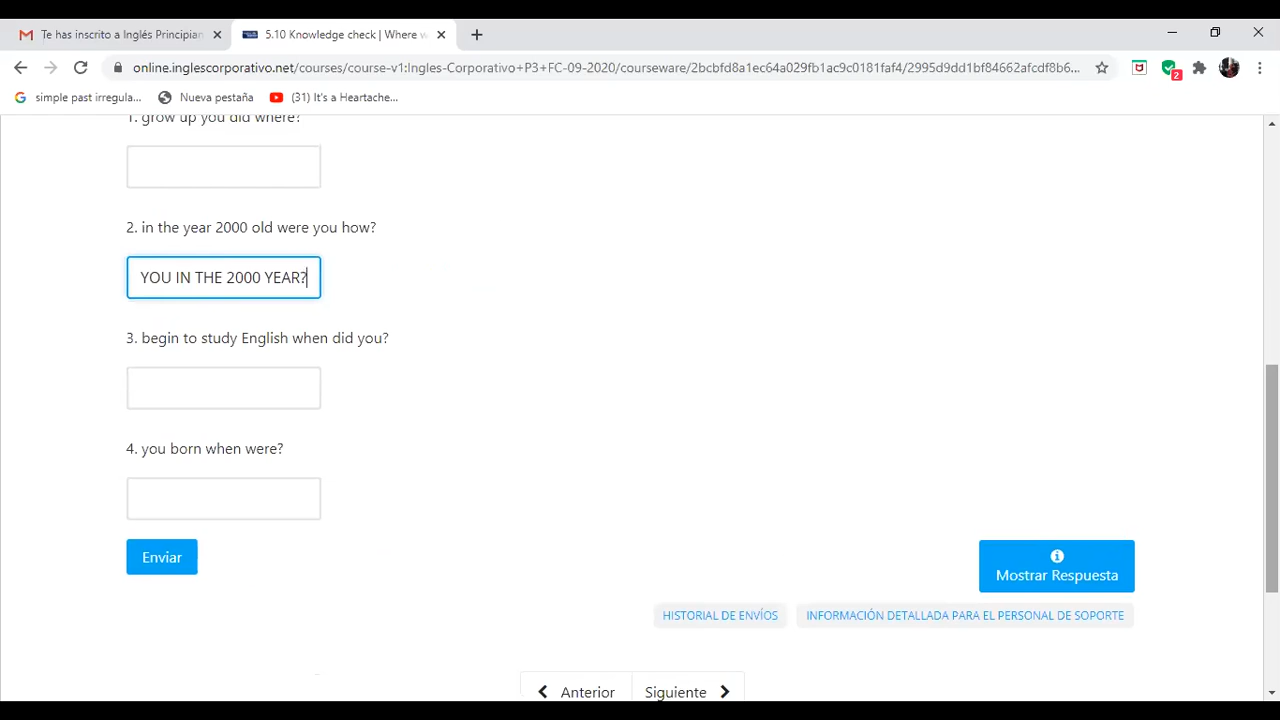 Te has inscrito a Inglés Principian
5.10 Knowledge check | Where w
online.inglescorporativo.net/courses/course-v1:Ingles-Corporativo+P3+FC-09-2020/courseware/2bcbfd8a1ec64a029fb1ac9c0181faf4/2995d9dd1bf84662afcdf8b6...
2
simple past irregula... Nueva pestaña (31) It's a Heartache...
1. grow up you did where?
2. in the year 2000 old were you how?
YOU IN THE 2000 YEAR?
3. begin to study English when did you?
4. you born when were?
Enviar
Mostrar Respuesta
HISTORIAL DE ENVÍOS INFORMACIÓN DETALLADA PARA EL PERSONAL DE SOPORTE
Anterior Siguiente